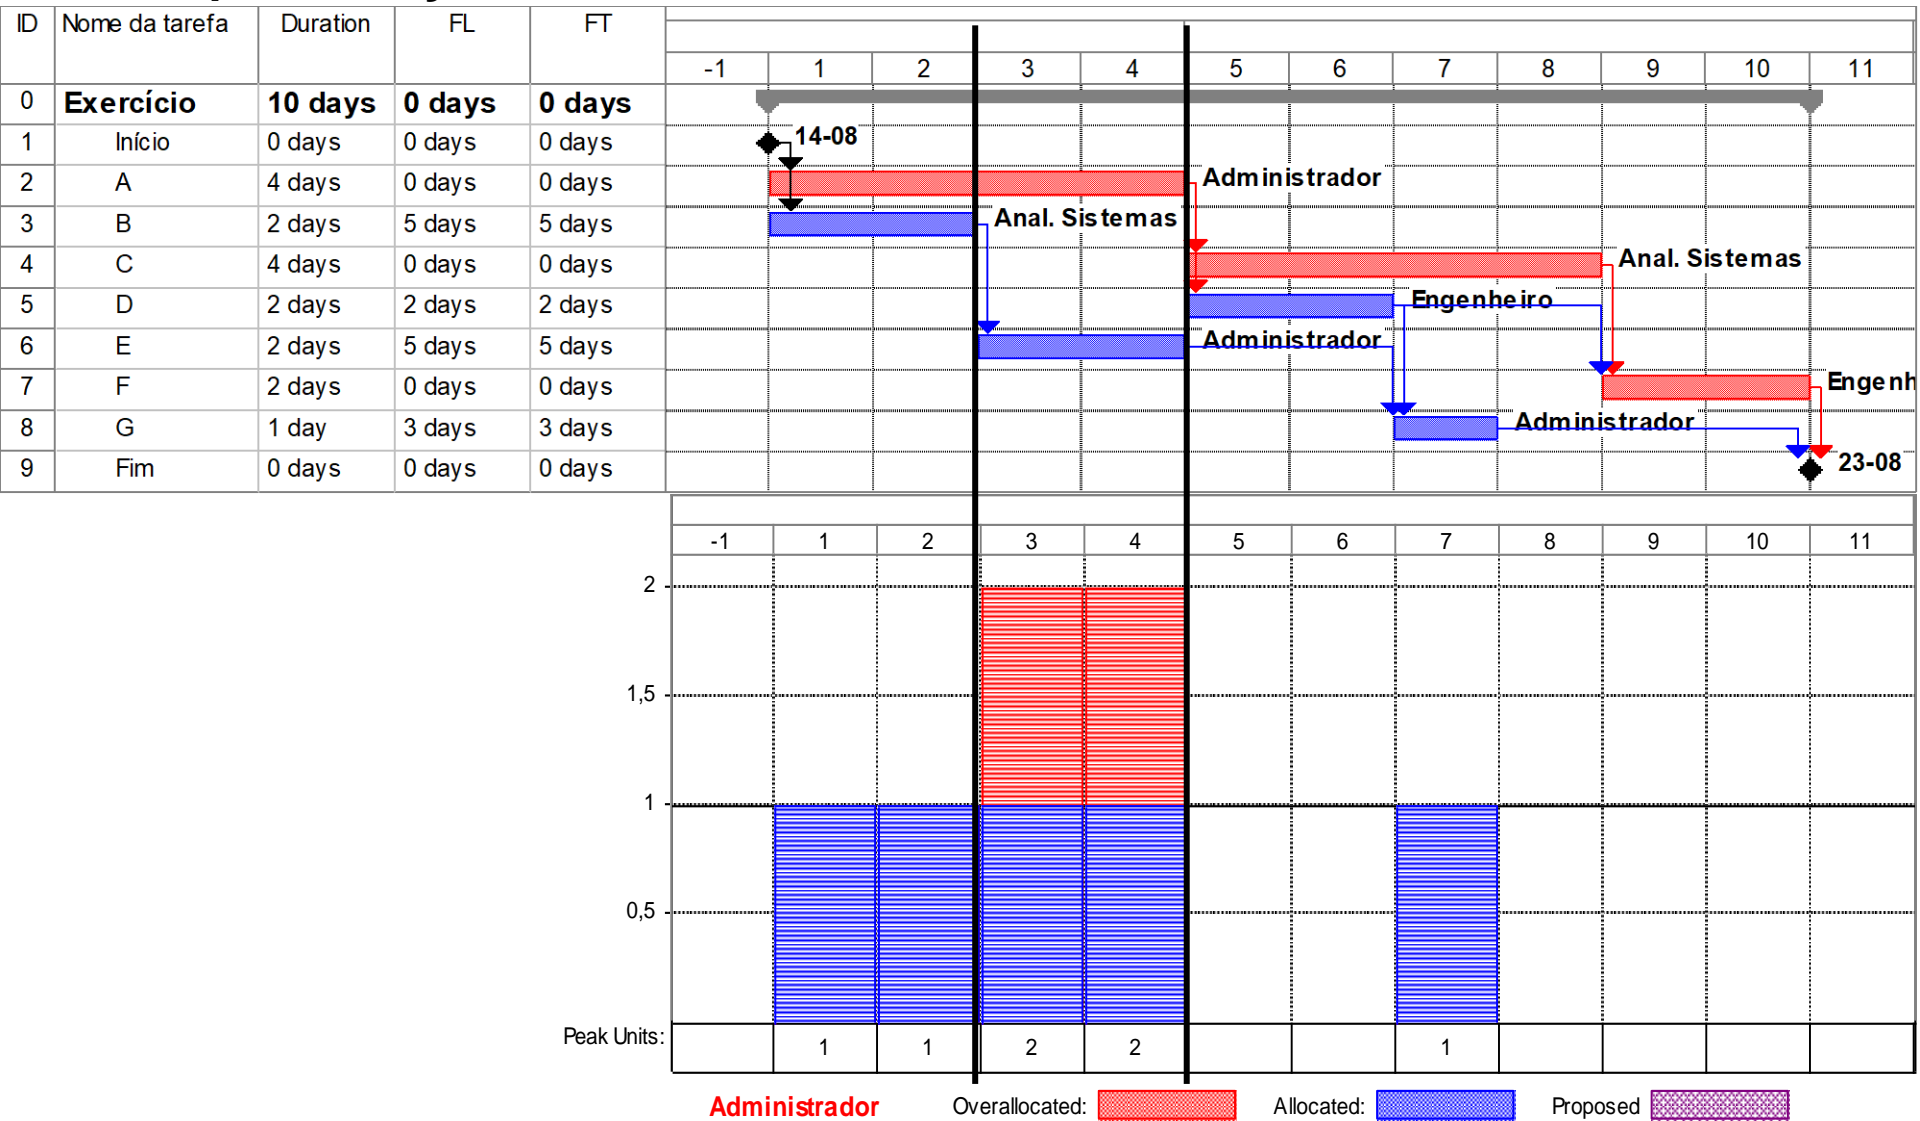 ID Nome da tarefa Duration FL FT
-1 1 2 3 4 5 6 7 8 9 10 11
0 Exercício 10 days 0 days 0 days
1 Início 0 days 0 days 0 days 14-08
2 A 4 days 0 days 0 days Administrador
3 B 2 days 5 days 5 days Anal. Sistemas
4 C 4 days 0 days 0 days Anal. Sistemas
5 D 2 days 2 days 2 days Engenheiro
6 E 2 days 5 days 5 days Administrador
7 F 2 days 0 days 0 days Engenh
8 G 1 day 3 days 3 days Administrador
9 Fim 0 days 0 days 0 days 23-08
-1 1 2 3 4 5 6 7 8 9 10 11
2
1,5
1
0,5
Peak Units: 1 1 2 2 1
Administrador Overallocated: Allocated: Proposed